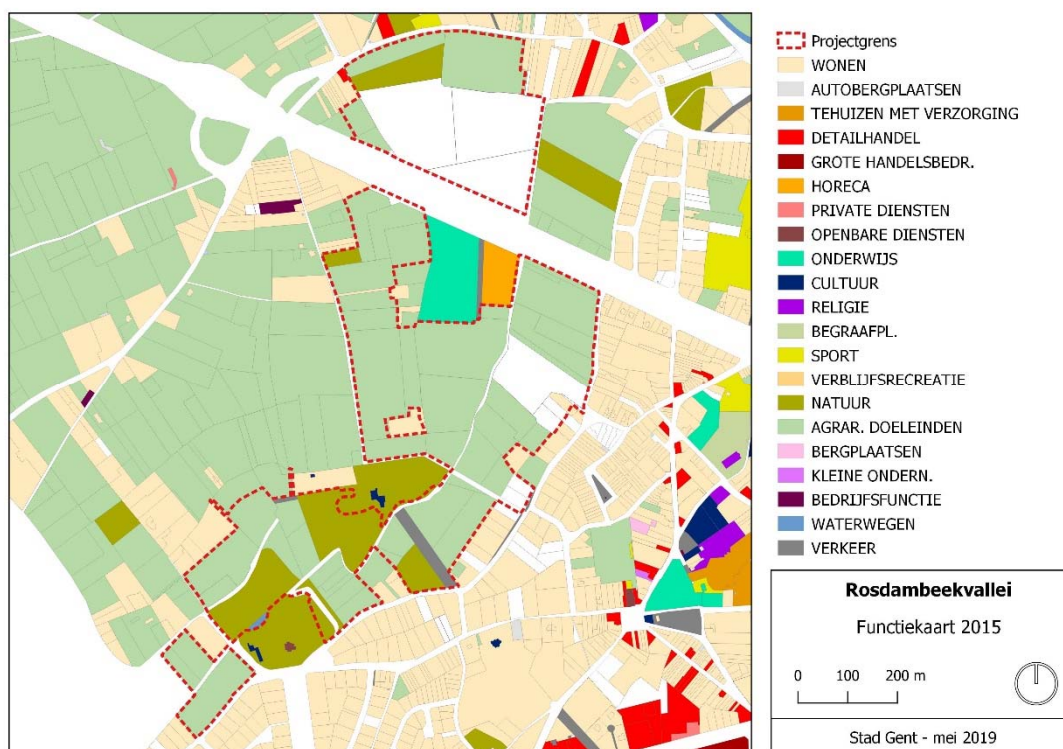 Projectgrens
WONEN
AUTOBERGPLAATSEN
TEHUIZEN MET VERZORGING
DETAILHANDEL
GROTE HANDELSBEDR.
HORECA
PRIVATE DIENSTEN
OPENBARE DIENSTEN
ONDERWIJS
CULTUUR
RELIGIE
BEGRAAFPL.
SPORT
VERBLIJFSRECREATIE
NATUUR
AGRAR. DOELEINDEN
BERGPLAATSEN
KLEINE ONDERN.
BEDRIJFSFUNCTIE
WATERWEGEN
VERKEER
Rosdambeekvallei
Functiekaart 2015
0 100 200 m
Stad Gent - mei 2019